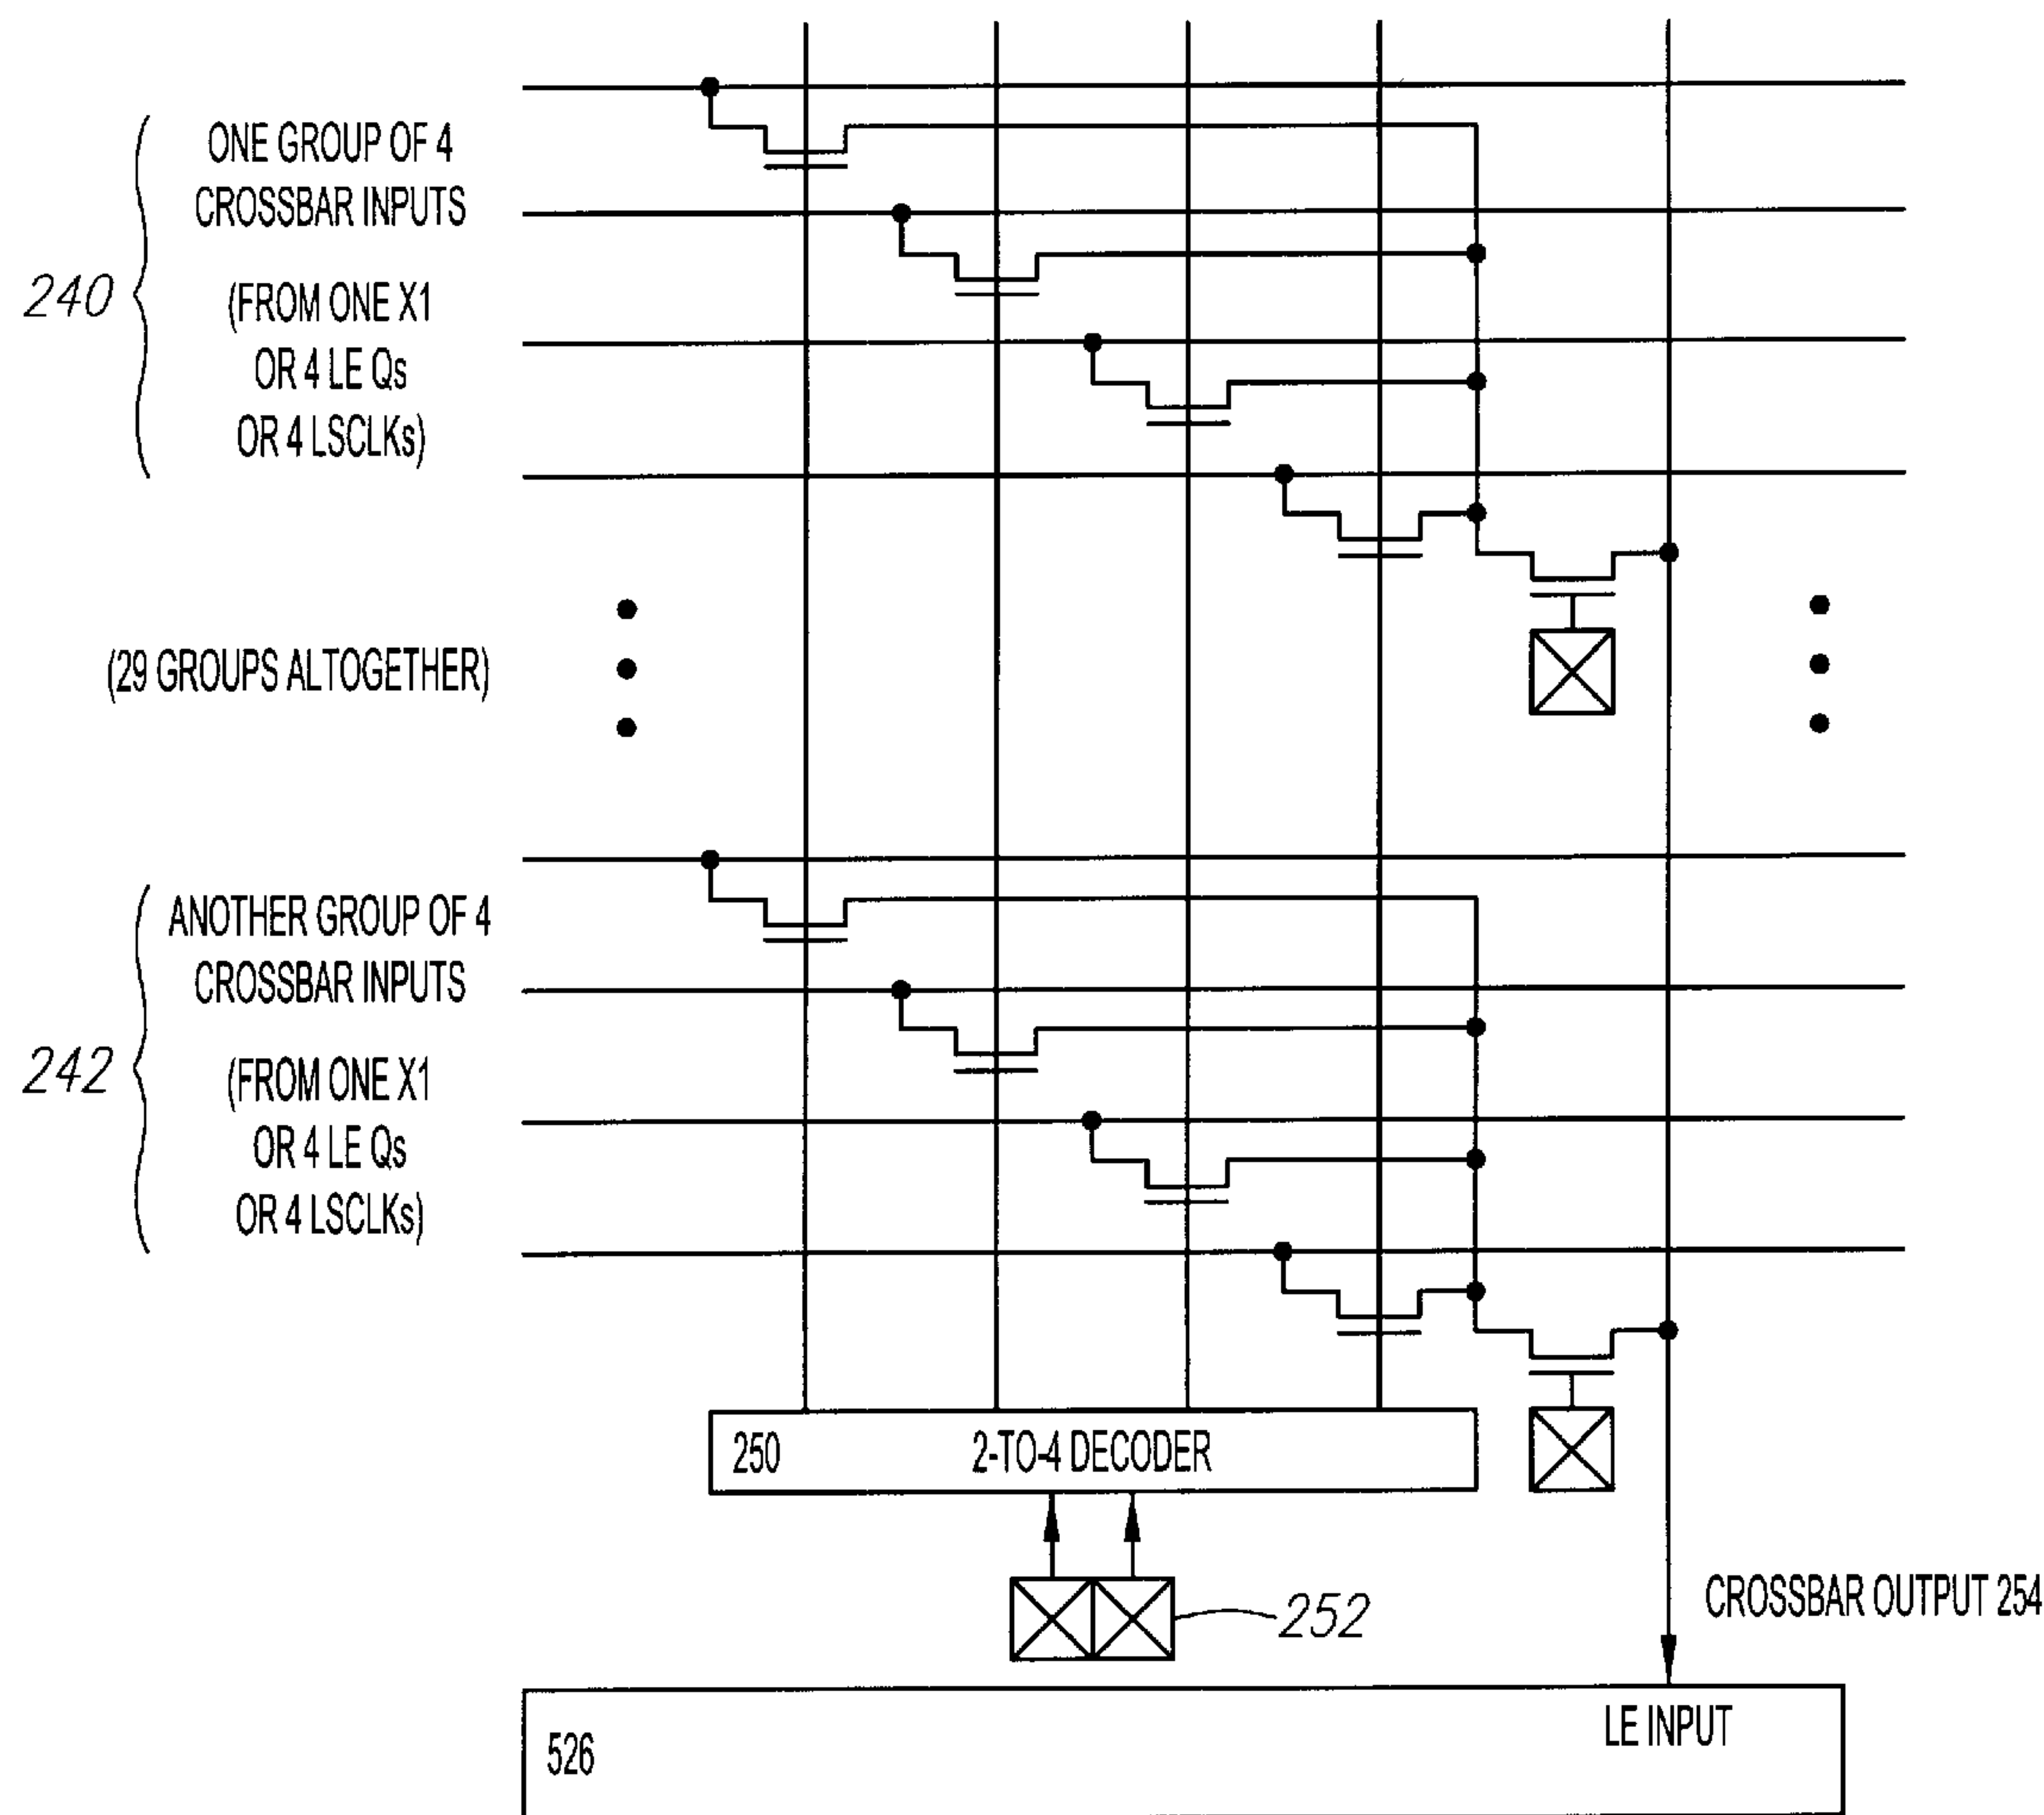 ONE GROUP OF 4
CROSSBAR INPUTS
240
(FROM ONE X1
OR 4 LE Qs
OR 4 LSCLKs)
(29 GROUPS ALTOGETHER)
ANOTHER GROUP OF 4
CROSSBAR INPUTS
242
(FROM ONE X1
OR 4 LE Qs
OR 4 LSCLKs)
250 2-TO-4 DECODER
252
CROSSBAR OUTPUT 254
LE INPUT
526